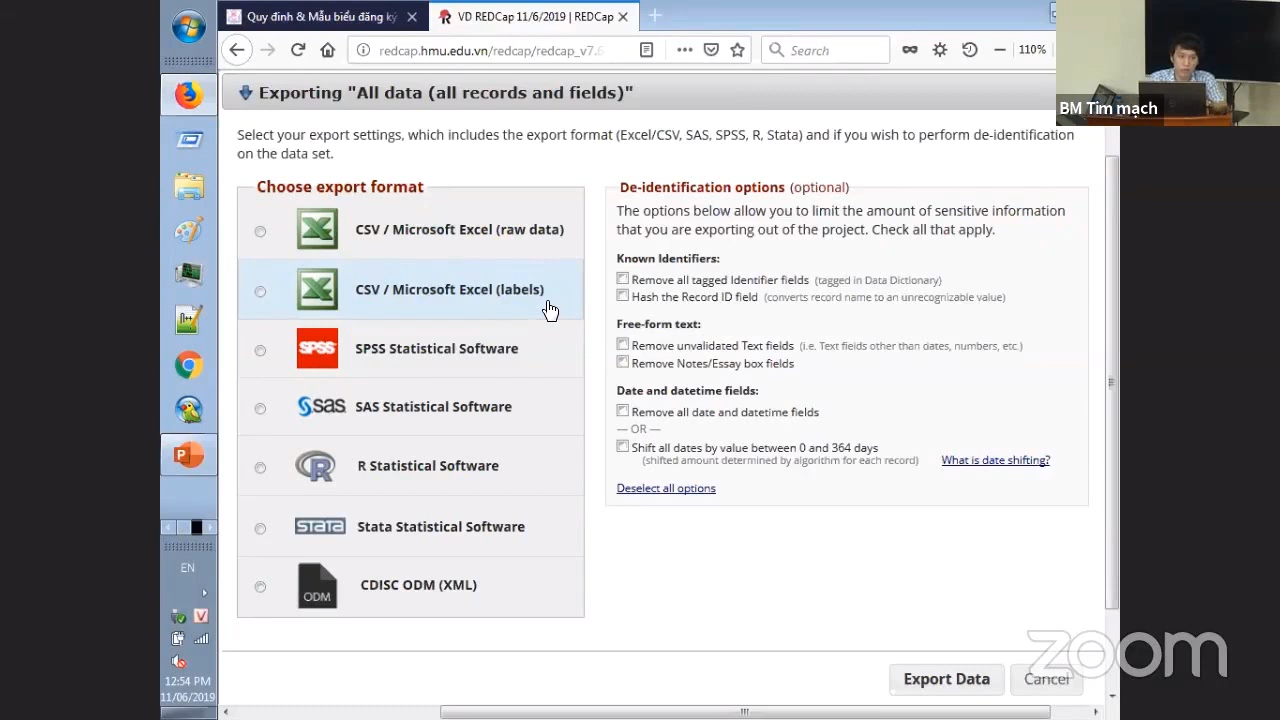 Quy định & Mẫu biểu đăng ký
VD REDCap 11/6/2019 | REDCap
redcap.hmu.edu.vn/redcap/redcap_v7.6
Search
110%
BM Tim mạch
Exporting "All data (all records and fields)"
Select your export settings, which includes the export format (Excel/CSV, SAS, SPSS, R, Stata) and if you wish to perform de-identification
on the data set.
Choose export format
CSV / Microsoft Excel (raw data)
CSV / Microsoft Excel (labels)
SPSS
SPSS Statistical Software
sas
SAS Statistical Software
R
R Statistical Software
STATA
Stata Statistical Software
ODM
CDISC ODM (XML)
De-identification options (optional)
The options below allow you to limit the amount of sensitive information
that you are exporting out of the project. Check all that apply.
Known Identifiers:
Remove all tagged Identifier fields (tagged in Data Dictionary)
Hash the Record ID field (converts record name to an unrecognizable value)
Free-form text:
Remove unvalidated Text fields (i.e. Text fields other than dates, numbers, etc.)
Remove Notes/Essay box fields
Date and datetime fields:
Remove all date and datetime fields
— OR —
Shift all dates by value between 0 and 364 days
(shifted amount determined by algorithm for each record)
What is date shifting?
Deselect all options
Export Data
Cancel
zoom
EN
12:54 PM
11/06/2019